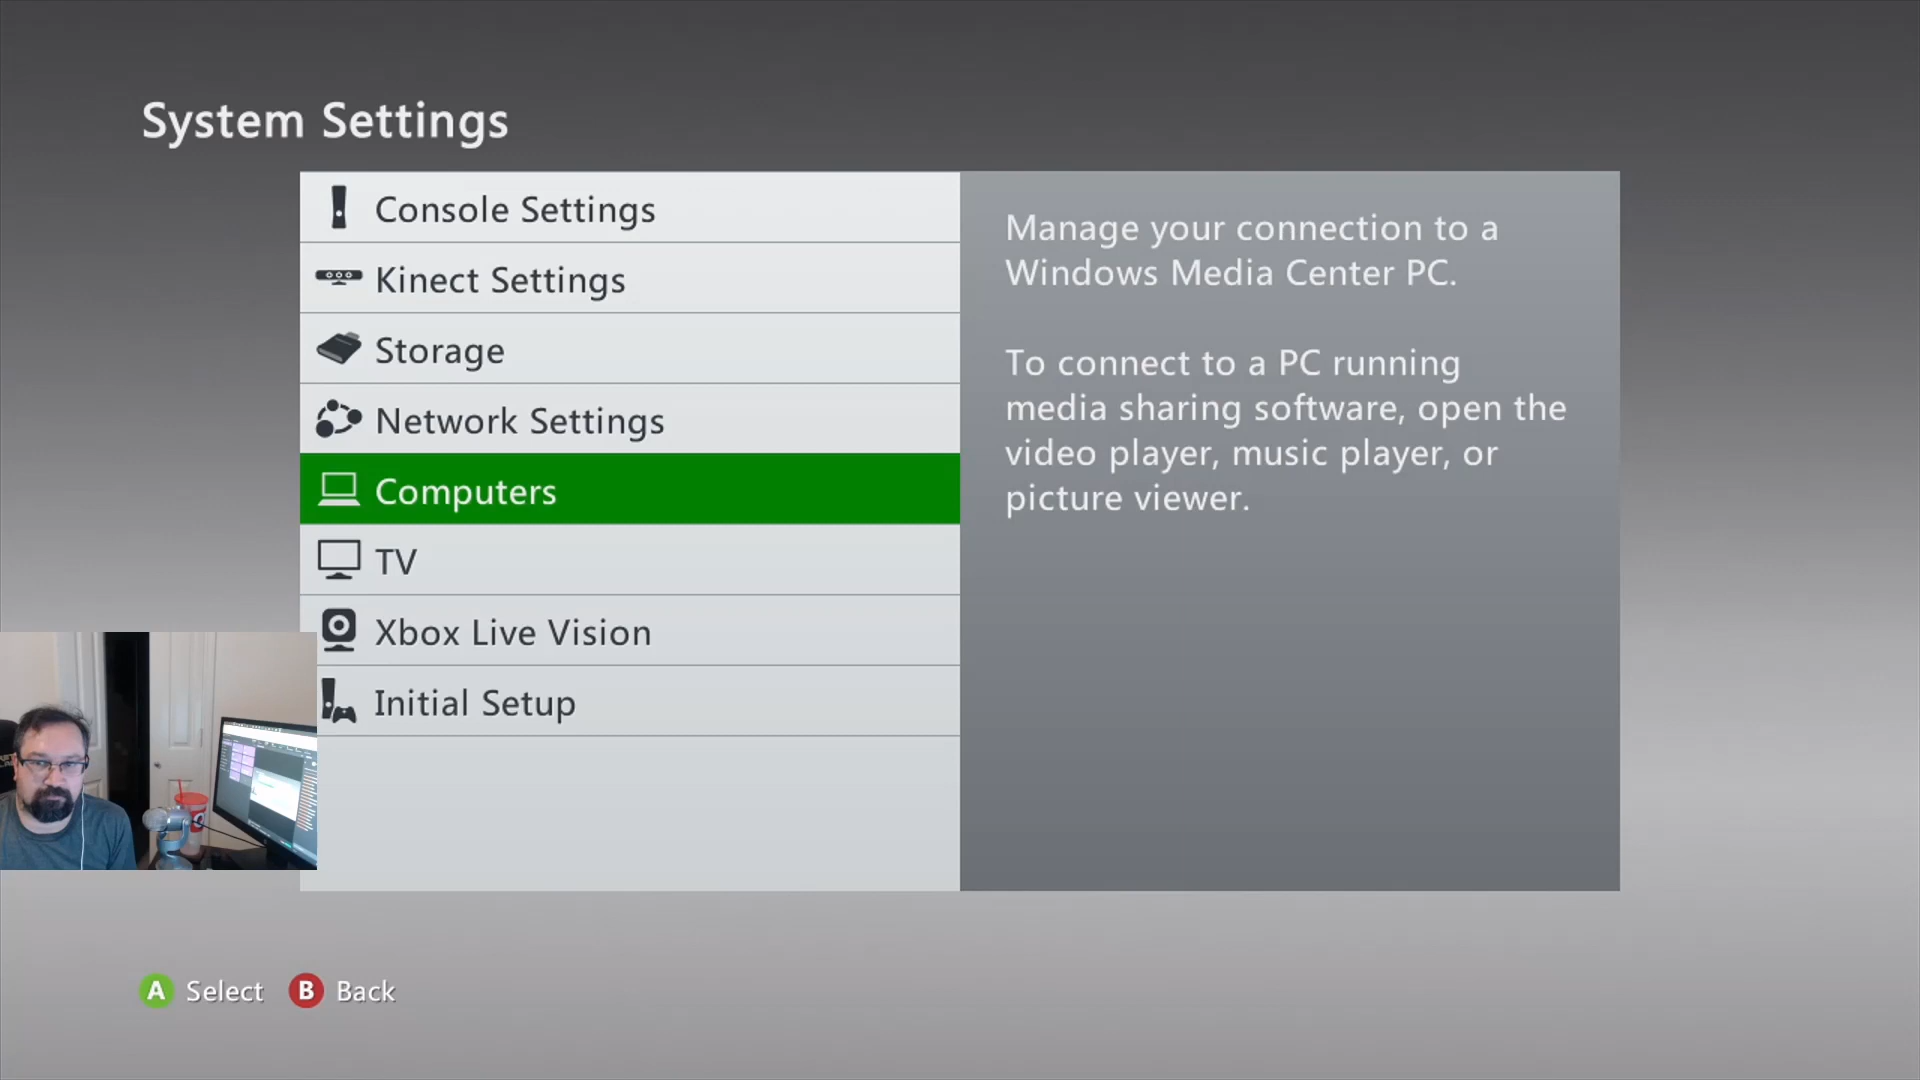 System Settings
Console Settings
Kinect Settings
Storage
Network Settings
Computers
TV
Xbox Live Vision
Initial Setup
Manage your connection to a
Windows Media Center PC.
To connect to a PC running
media sharing software, open the
video player, music player, or
picture viewer.
A Select B Back